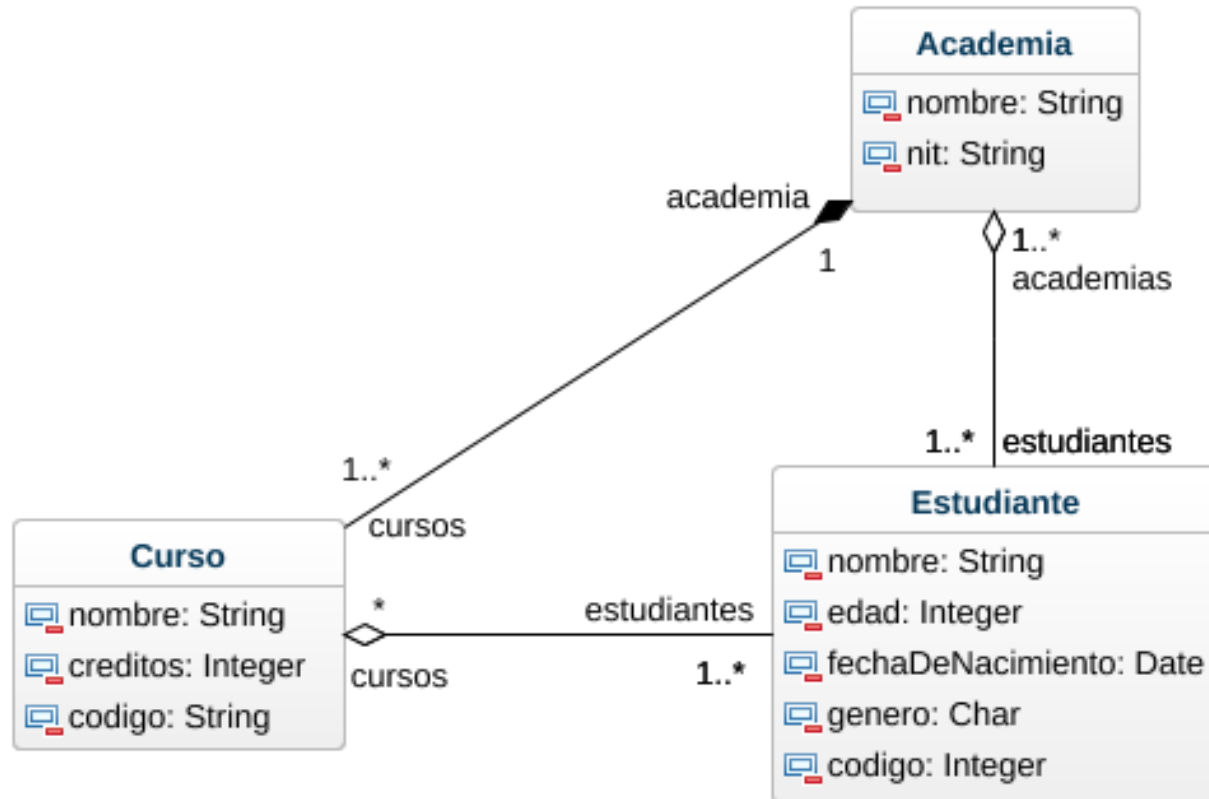 Academia
nombre: String
nit: String
academia
1
1..*
academias
1..*
cursos
1..* estudiantes
Curso
nombre: String
creditos: Integer
codigo: String
*
cursos
estudiantes
1..*
Estudiante
nombre: String
edad: Integer
fechaDeNacimiento: Date
genero: Char
codigo: Integer